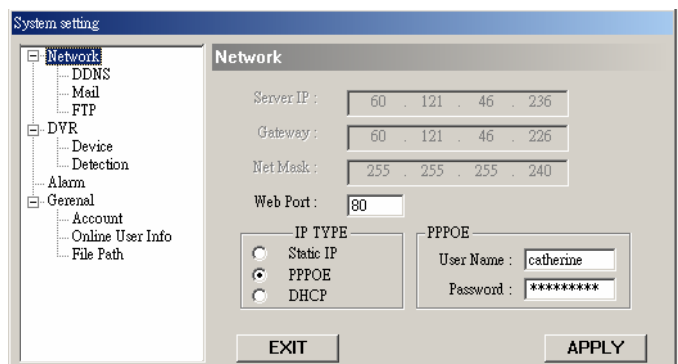 System setting
Network
DDNS
Mail
FTP
DVR
Device
Detection
Alarm
Gerenal
Account
Online User Info
File Path
Network
Server IP : 60 . 121 . 46 . 236
Gateway : 60 . 121 . 46 . 226
Net Mask : 255 . 255 . 255 . 240
Web Port : 80
IP TYPE
Static IP
PPPOE
DHCP
PPPOE
User Name : catherine
Password : *********
EXIT
APPLY